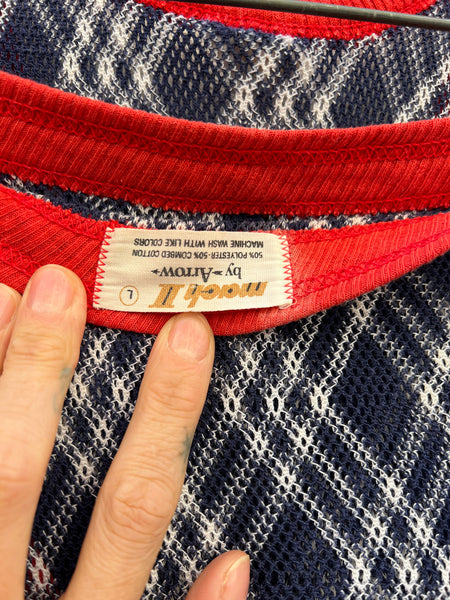 mach II
by Arrow
L
50% POLYESTER-50% COMBED COTTON
MACHINE WASH WITH LIKE COLORS